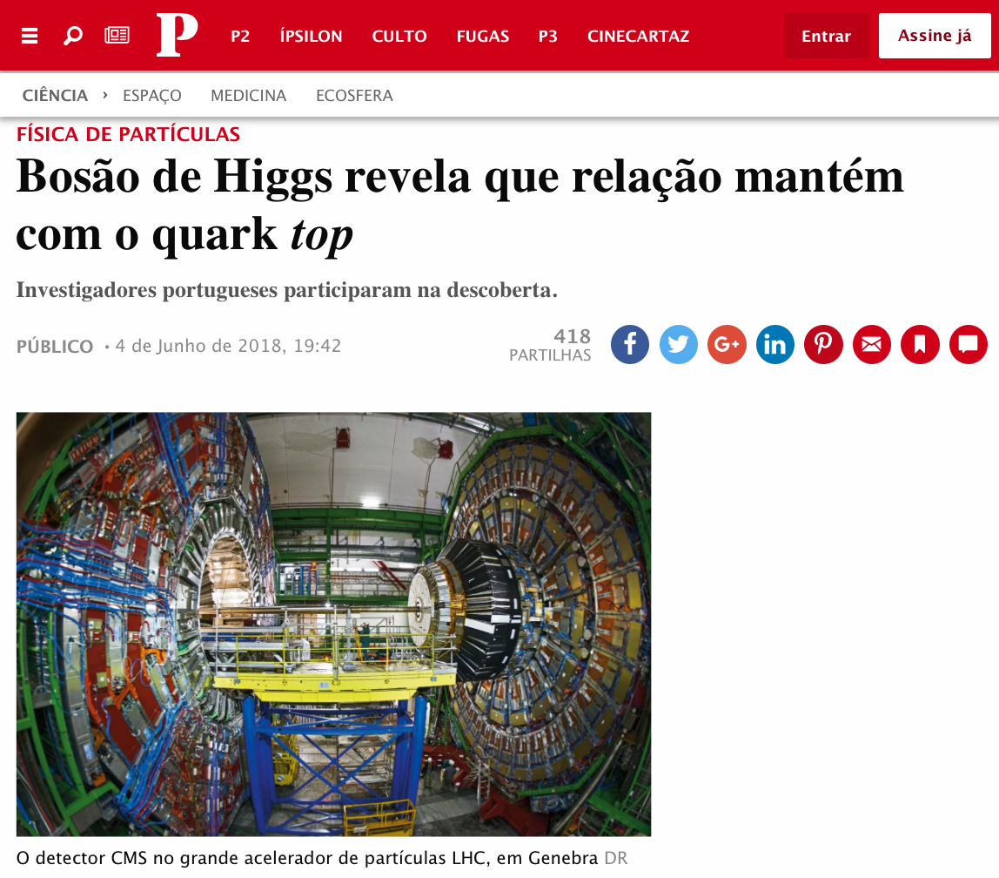 P
P2 ÍPSILON CULTO FUGAS P3 CINECARTAZ
Entrar
Assine já
CIÊNCIA › ESPAÇO MEDICINA ECOSFERA
FÍSICA DE PARTÍCULAS
Bosão de Higgs revela que relação mantém
com o quark top
Investigadores portugueses participaram na descoberta.
PÚBLICO • 4 de Junho de 2018, 19:42
418
PARTILHAS
O detector CMS no grande acelerador de partículas LHC, em Genebra DR